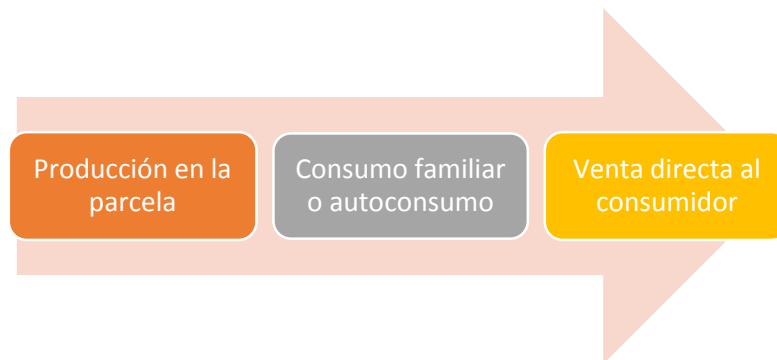 Producción en la
parcela
Consumo familiar
o autoconsumo
Venta directa al
consumidor